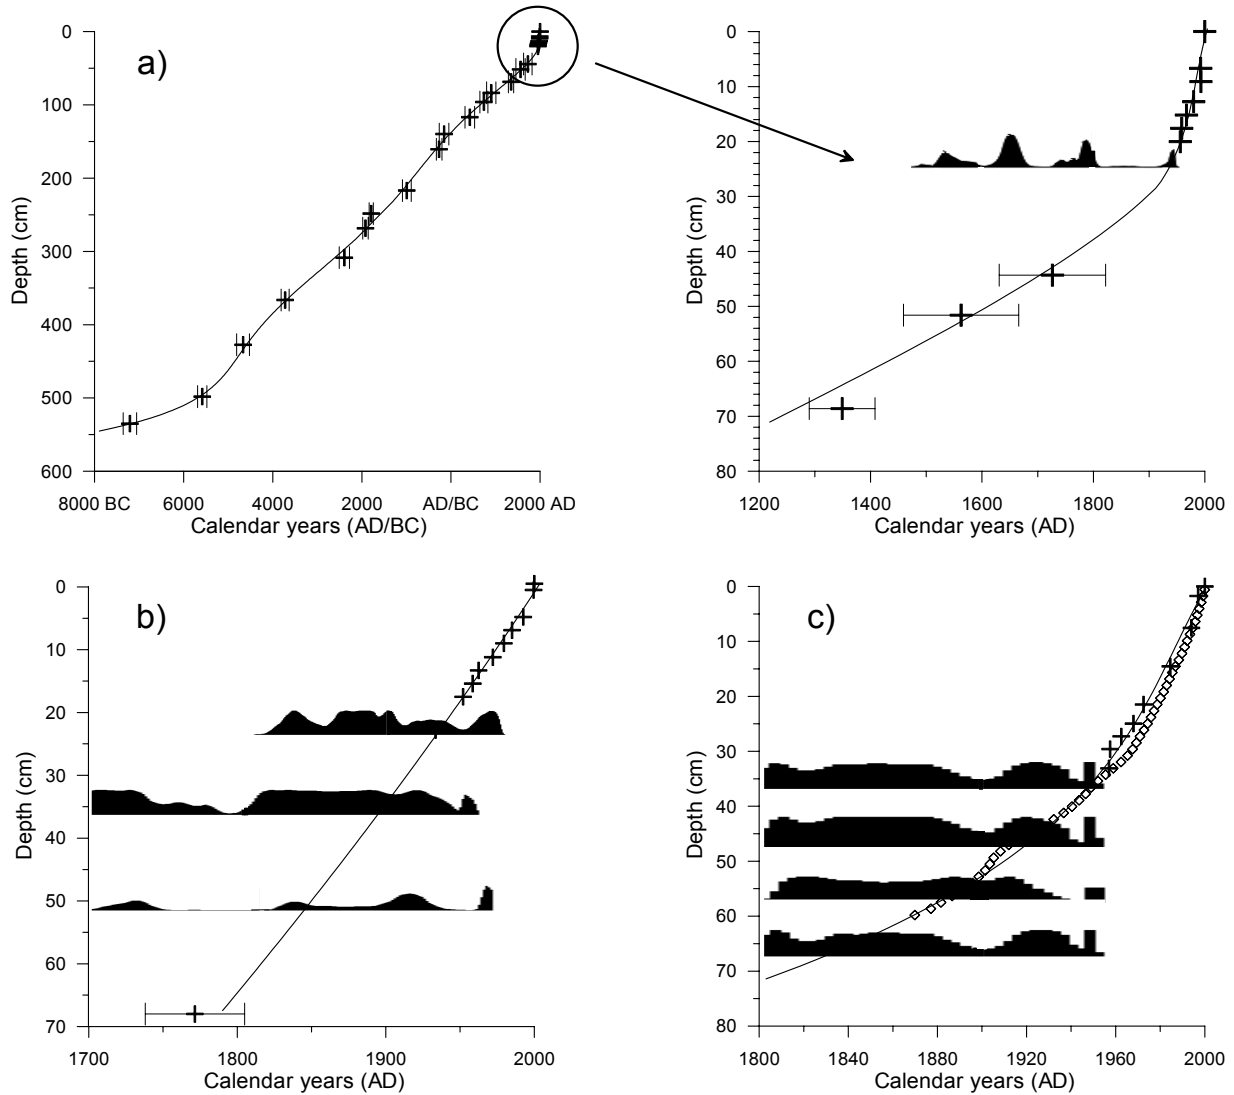 a)
0
100
200
300
400
500
600
Depth (cm)
8000 BC 6000 4000 2000 AD/BC 2000 AD
Calendar years (AD/BC)
0
10
20
30
40
50
60
70
80
Depth (cm)
1200 1400 1600 1800 2000
Calendar years (AD)
b)
0
10
20
30
40
50
60
70
Depth (cm)
1700 1800 1900 2000
Calendar years (AD)
c)
0
10
20
30
40
50
60
70
80
Depth (cm)
1800 1840 1880 1920 1960 2000
Calendar years (AD)